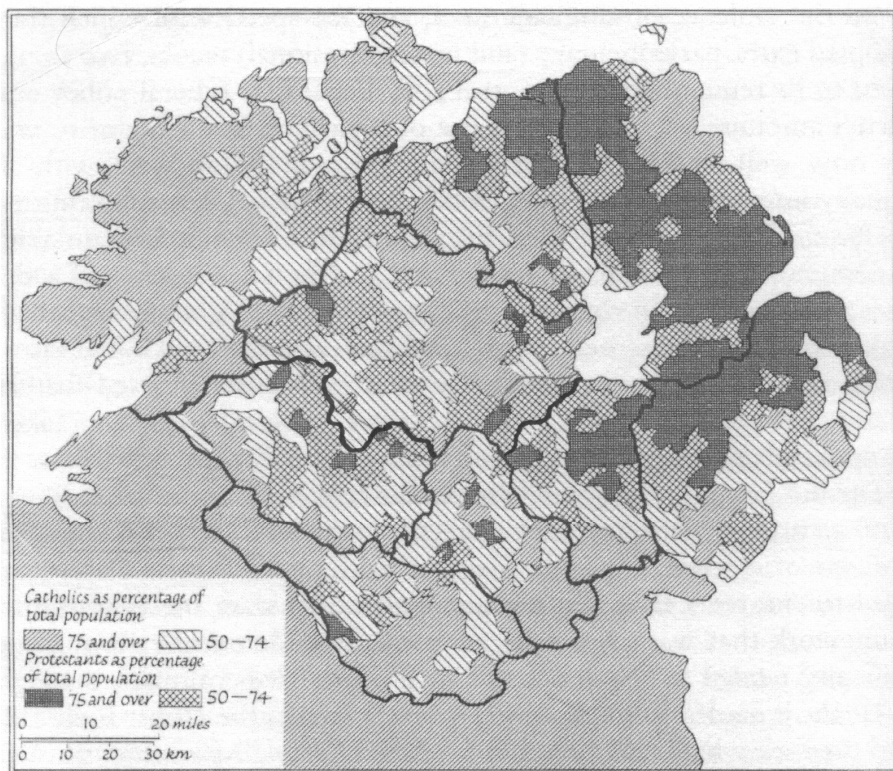 Catholics as percentage of
total population
75 and over 50–74
Protestants as percentage
of total population
75 and over 50–74
0 10 20 miles
0 10 20 30 km